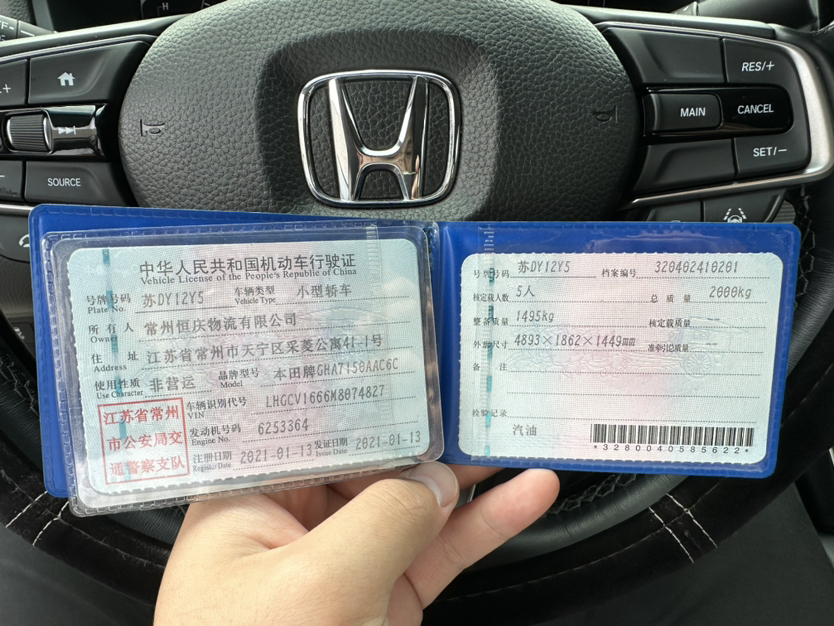 RES/+
MAIN
CANCEL
SET/−
SOURCE
中华人民共和国机动车行驶证
Vehicle License of the People's Republic of China
号牌号码 苏DY12Y5 车辆类型 小型轿车
Plate No. Vehicle Type
所有人 常州恒庆物流有限公司
Owner
住址 江苏省常州市天宁区采菱公寓41-1号
Address
使用性质 非营运 品牌型号 本田牌GHA7150AAC6C
Use Character Model
江苏省常州
市公安局交
通警察支队
车辆识别代号 LHGCV1666M8074827
VIN
发动机号码 6253364
Engine No.
注册日期 2021-01-13 发证日期 2021-01-13
Register Date Issue Date
号牌号码 苏DY12Y5 档案编号 320402410201
核定载人数 5人 总质量 2000kg
整备质量 1495kg 核定载质量 --
外廓尺寸 4893×1862×1449mm 准牵引总质量 --
备注
检验记录
汽油
*3280040585622*